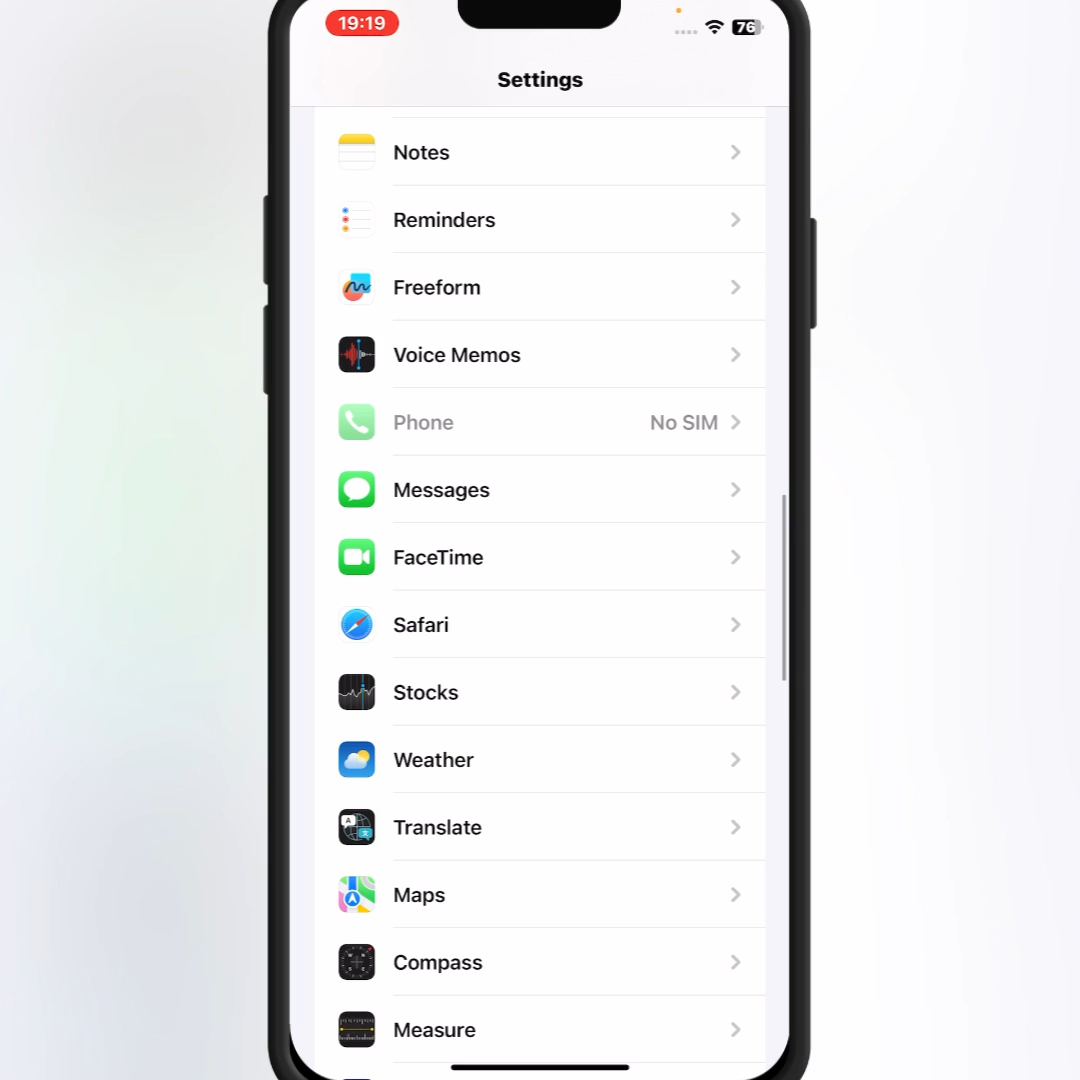 19:19
76
Settings
Notes
Reminders
Freeform
Voice Memos
Phone No SIM
Messages
FaceTime
Safari
Stocks
Weather
Translate
Maps
Compass
Measure